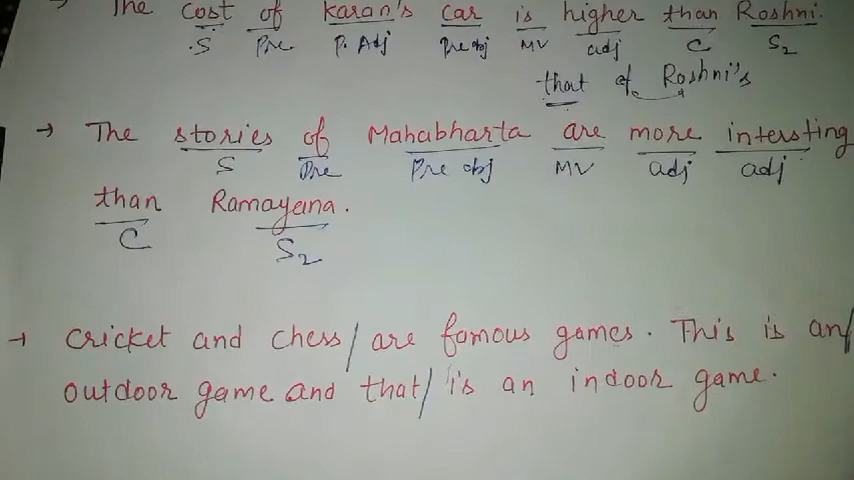 The cost of Karan's car is higher than Roshni.
.S Pre. P. Adj Pre obj MV adj C S2
that of Roshni's
→ The stories of Mahabharta are more intersting
S Pre Pre obj MV adj adj
than Ramayana.
C S2
→ cricket and chess/are famous games. This is an/
outdoor game and that/is an indoor game.